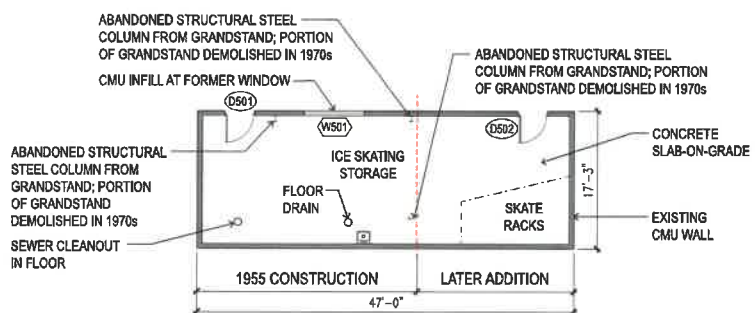 ABANDONED STRUCTURAL STEEL
COLUMN FROM GRANDSTAND; PORTION
OF GRANDSTAND DEMOLISHED IN 1970s
CMU INFILL AT FORMER WINDOW
ABANDONED STRUCTURAL STEEL
COLUMN FROM GRANDSTAND; PORTION
OF GRANDSTAND DEMOLISHED IN 1970s
D501
W501
D502
CONCRETE
SLAB-ON-GRADE
ABANDONED STRUCTURAL
STEEL COLUMN FROM
GRANDSTAND; PORTION
OF GRANDSTAND
DEMOLISHED IN 1970s
ICE SKATING
STORAGE
FLOOR
DRAIN
SKATE
RACKS
17'-3"
EXISTING
CMU WALL
SEWER CLEANOUT
IN FLOOR
1955 CONSTRUCTION
LATER ADDITION
47'-0"